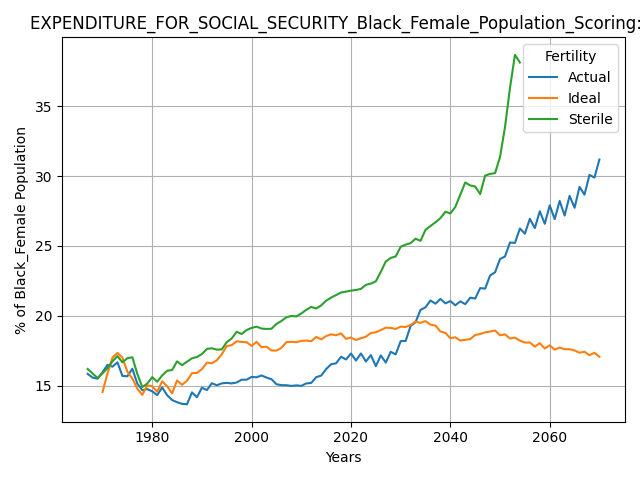 EXPENDITURE_FOR_SOCIAL_SECURITY_Black_Female_Population_Scoring:
Fertility
Actual
Ideal
Sterile
% of Black_Female Population
35
30
25
20
15
1980
2000
2020
2040
2060
Years